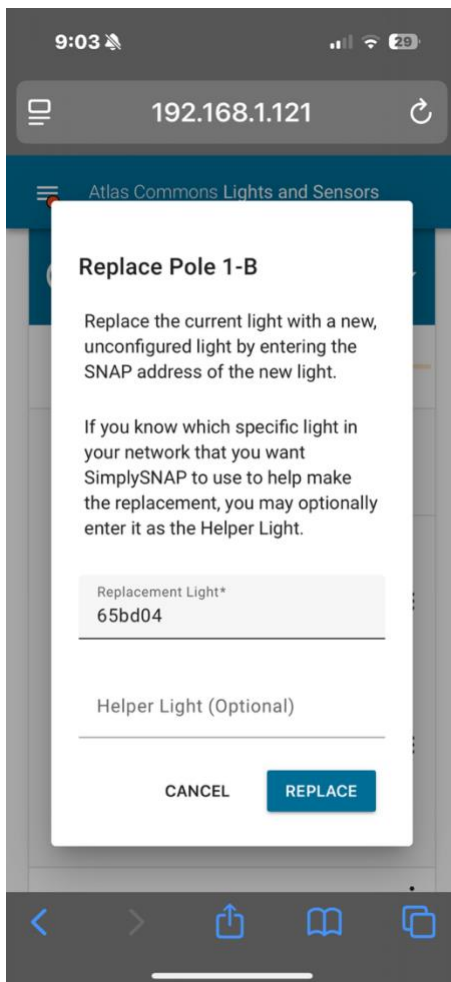 9:03
29
192.168.1.121
Atlas Commons Lights and Sensors
Replace Pole 1-B
Replace the current light with a new,
unconfigured light by entering the
SNAP address of the new light.
If you know which specific light in
your network that you want
SimplySNAP to use to help make
the replacement, you may optionally
enter it as the Helper Light.
Replacement Light*
65bd04
Helper Light (Optional)
CANCEL REPLACE